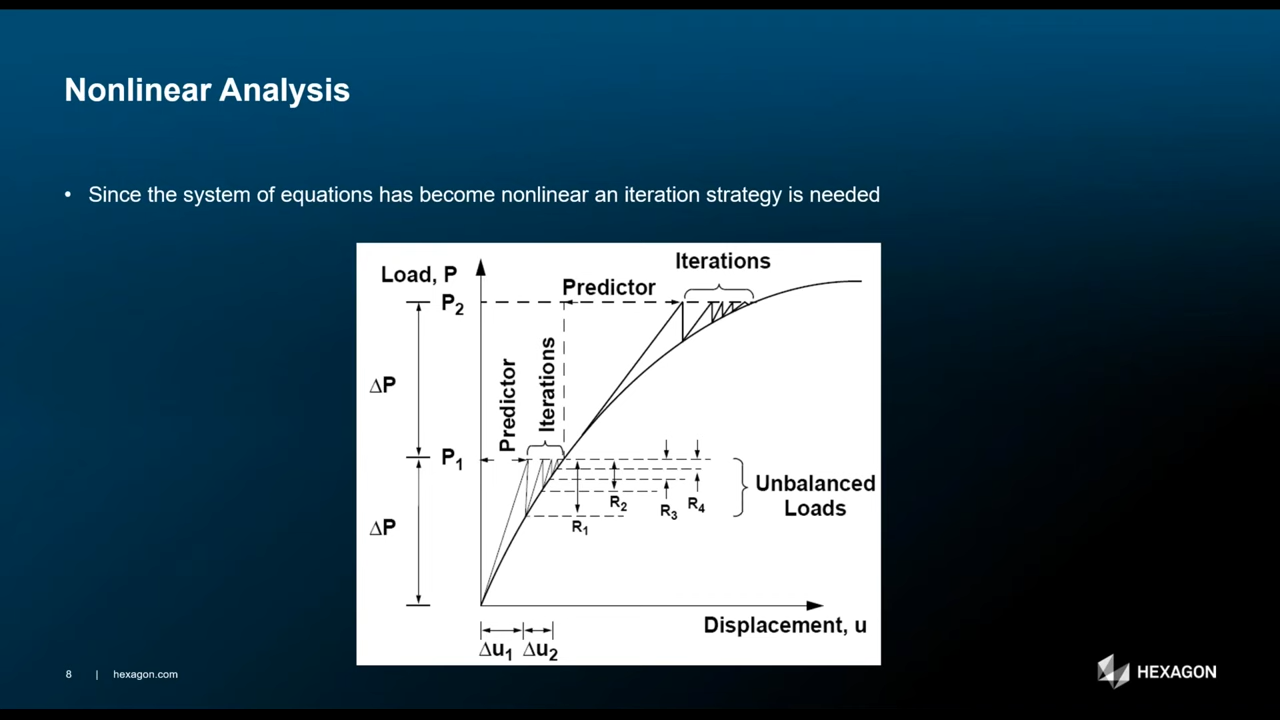 Nonlinear Analysis
• Since the system of equations has become nonlinear an iteration strategy is needed
Iterations
Load, P
Predictor
P2
Predictor
Iterations
ΔP
P1
Unbalanced
Loads
R1
R2
R3
R4
ΔP
Displacement, u
Δu1
Δu2
8 | hexagon.com
HEXAGON